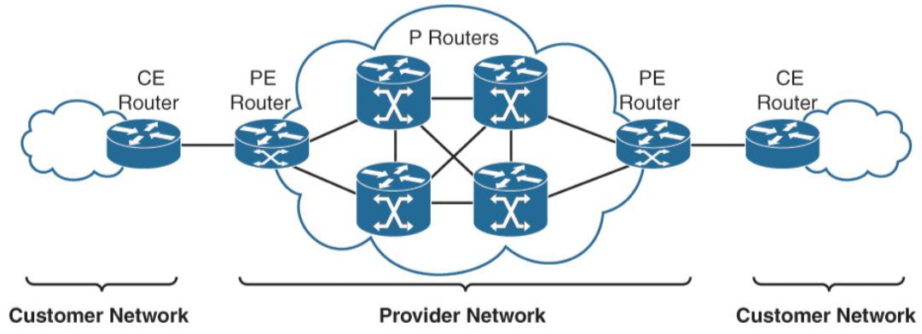 P Routers
CE
Router
PE
Router
PE
Router
CE
Router
Customer Network
Provider Network
Customer Network